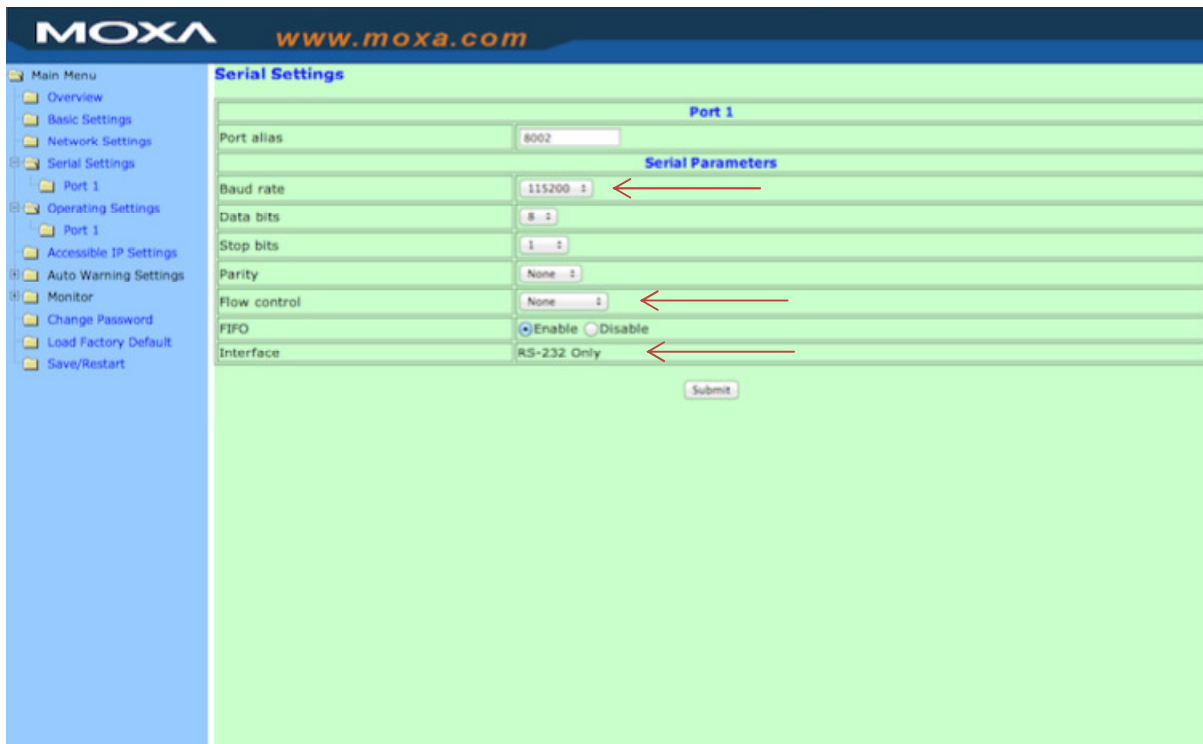 MOXA www.moxa.com
Main Menu
Overview
Basic Settings
Network Settings
Serial Settings
Port 1
Operating Settings
Port 1
Accessible IP Settings
Auto Warning Settings
Monitor
Change Password
Load Factory Default
Save/Restart
Serial Settings
Port 1
Port alias 8002
Serial Parameters
Baud rate 115200
Data bits 8
Stop bits 1
Parity None
Flow control None
FIFO Enable Disable
Interface RS-232 Only
Submit